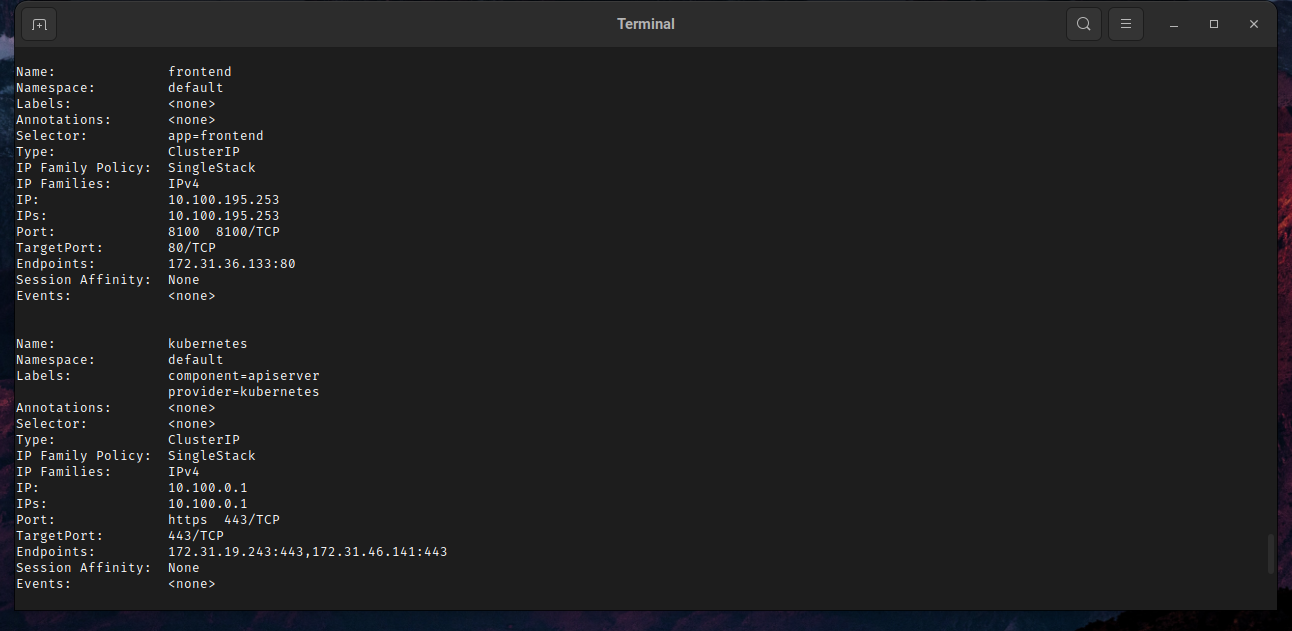 Terminal
Name:              frontend
Namespace:         default
Labels:            <none>
Annotations:       <none>
Selector:          app=frontend
Type:              ClusterIP
IP Family Policy:  SingleStack
IP Families:       IPv4
IP:                10.100.195.253
IPs:               10.100.195.253
Port:              8100  8100/TCP
TargetPort:        80/TCP
Endpoints:         172.31.36.133:80
Session Affinity:  None
Events:            <none>
Name:              kubernetes
Namespace:         default
Labels:            component=apiserver
                   provider=kubernetes
Annotations:       <none>
Selector:          <none>
Type:              ClusterIP
IP Family Policy:  SingleStack
IP Families:       IPv4
IP:                10.100.0.1
IPs:               10.100.0.1
Port:              https  443/TCP
TargetPort:        443/TCP
Endpoints:         172.31.19.243:443,172.31.46.141:443
Session Affinity:  None
Events:            <none>